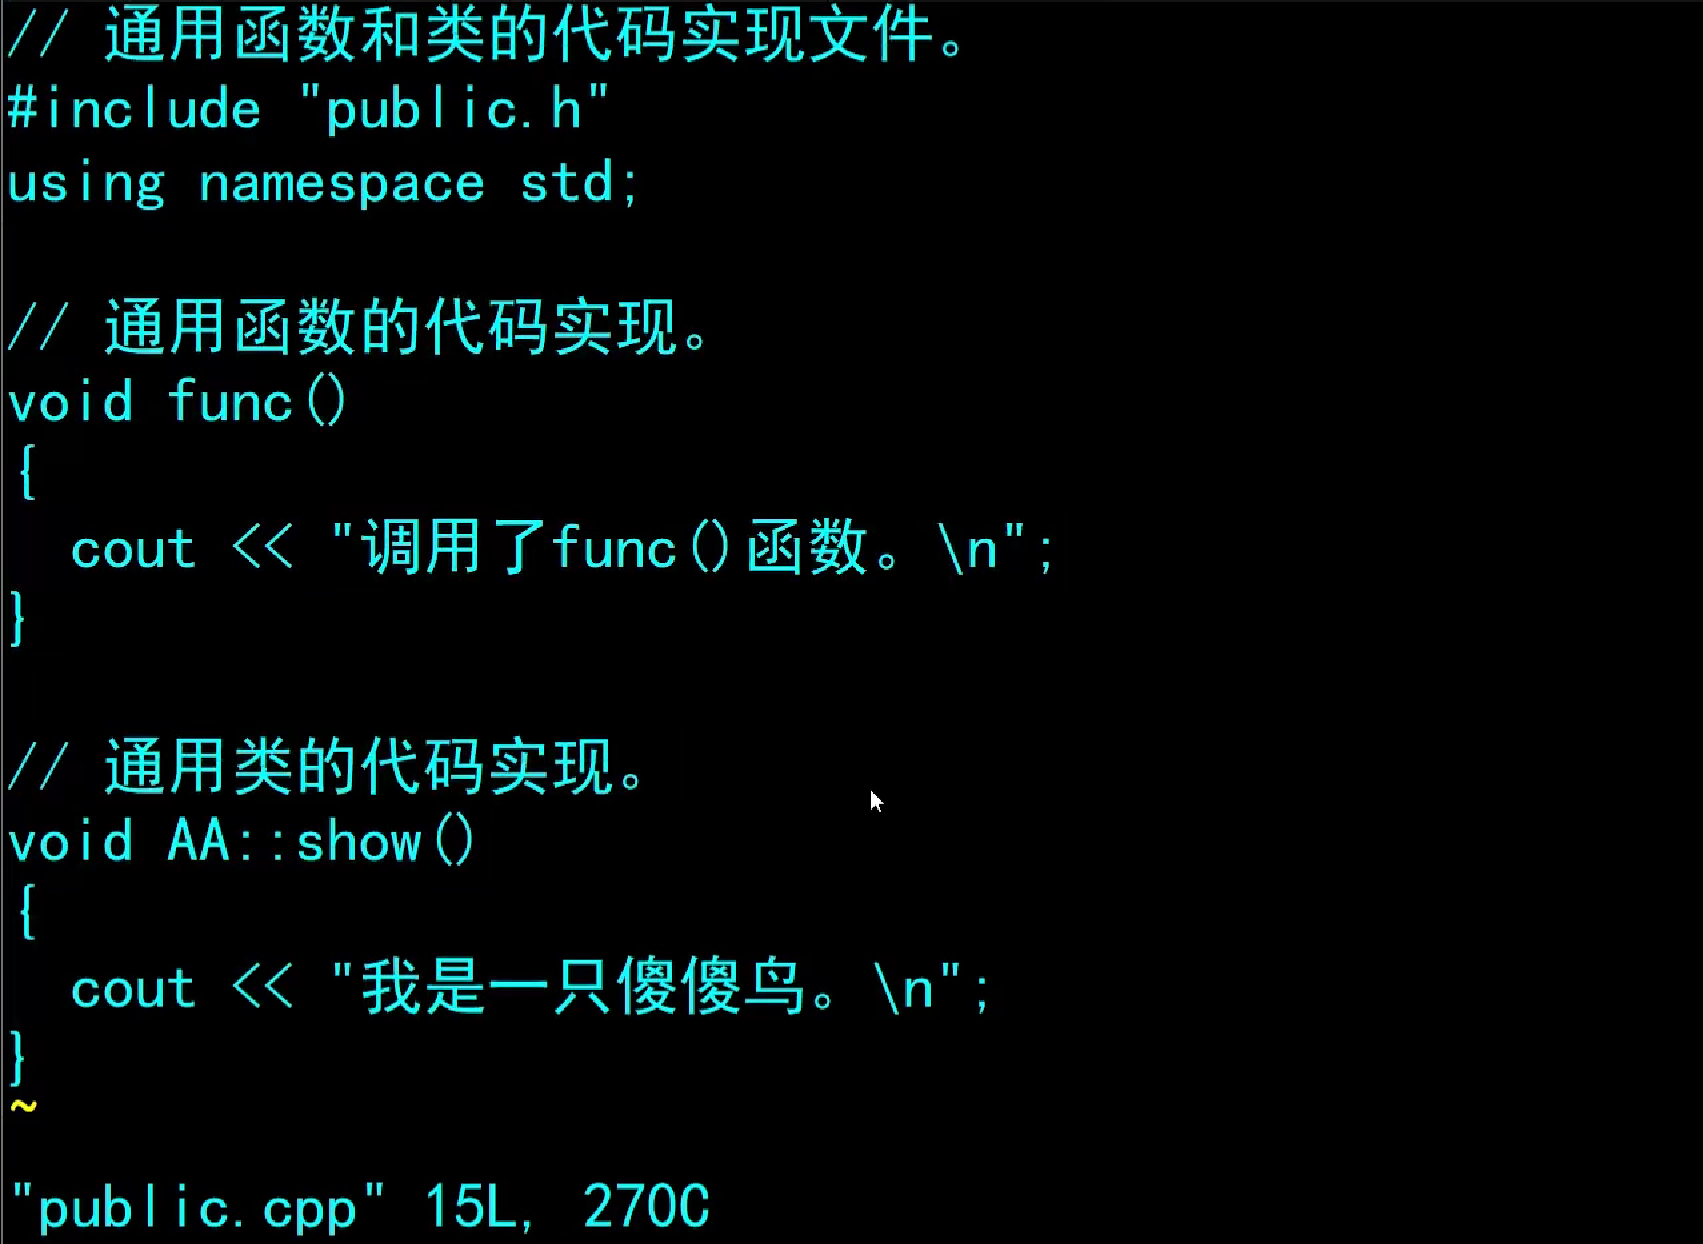 // 通用函数和类的代码实现文件。
#include "public.h"
using namespace std;
// 通用函数的代码实现。
void func()
{
  cout << "调用了func()函数。\n";
}
// 通用类的代码实现。
void AA::show()
{
  cout << "我是一只傻傻鸟。\n";
}
~
"public.cpp" 15L, 270C